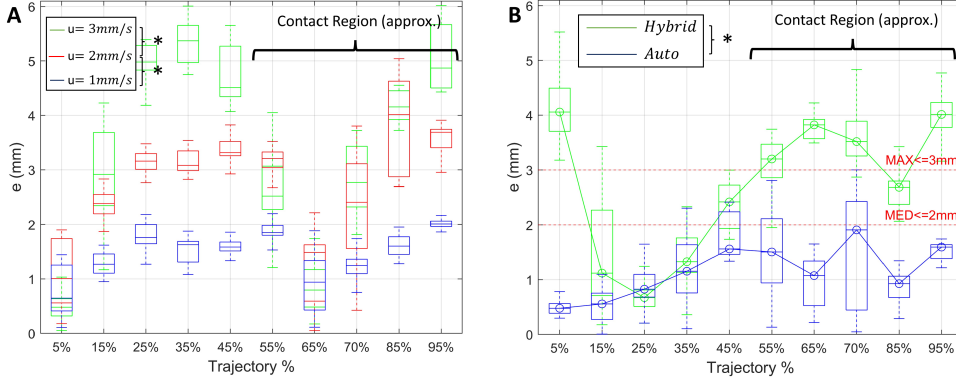 A
B
Contact Region (approx.)
Contact Region (approx.)
u= 3mm/s
u= 2mm/s
u= 1mm/s
*
*
Hybrid
Auto
*
6
5
4
3
2
1
0
e (mm)
5% 15% 25% 35% 45% 55% 65% 70% 85% 95%
Trajectory %
6
5
4
3
2
1
0
e (mm)
MAX<=3mm
MED<=2mm
5% 15% 25% 35% 45% 55% 65% 70% 85% 95%
Trajectory %